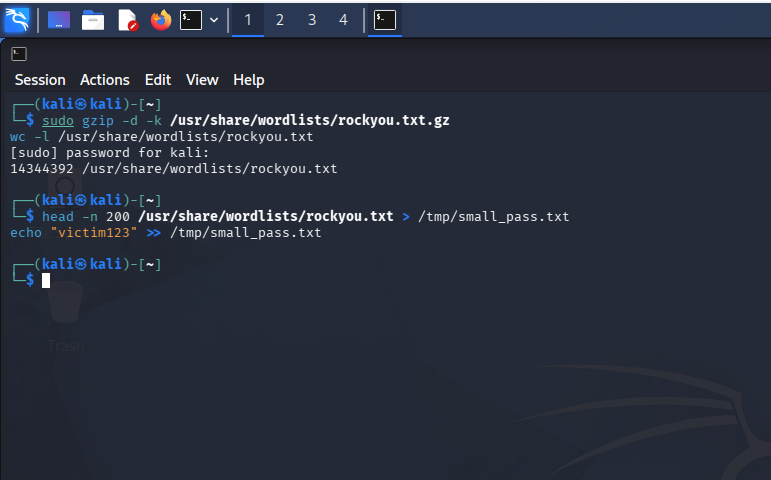 1 2 3 4
Session Actions Edit View Help
┌──(kali㉿kali)-[~]
└─$ sudo gzip -d -k /usr/share/wordlists/rockyou.txt.gz
wc -l /usr/share/wordlists/rockyou.txt
[sudo] password for kali:
14344392 /usr/share/wordlists/rockyou.txt
┌──(kali㉿kali)-[~]
└─$ head -n 200 /usr/share/wordlists/rockyou.txt > /tmp/small_pass.txt
echo "victim123" >> /tmp/small_pass.txt
┌──(kali㉿kali)-[~]
└─$
Trash